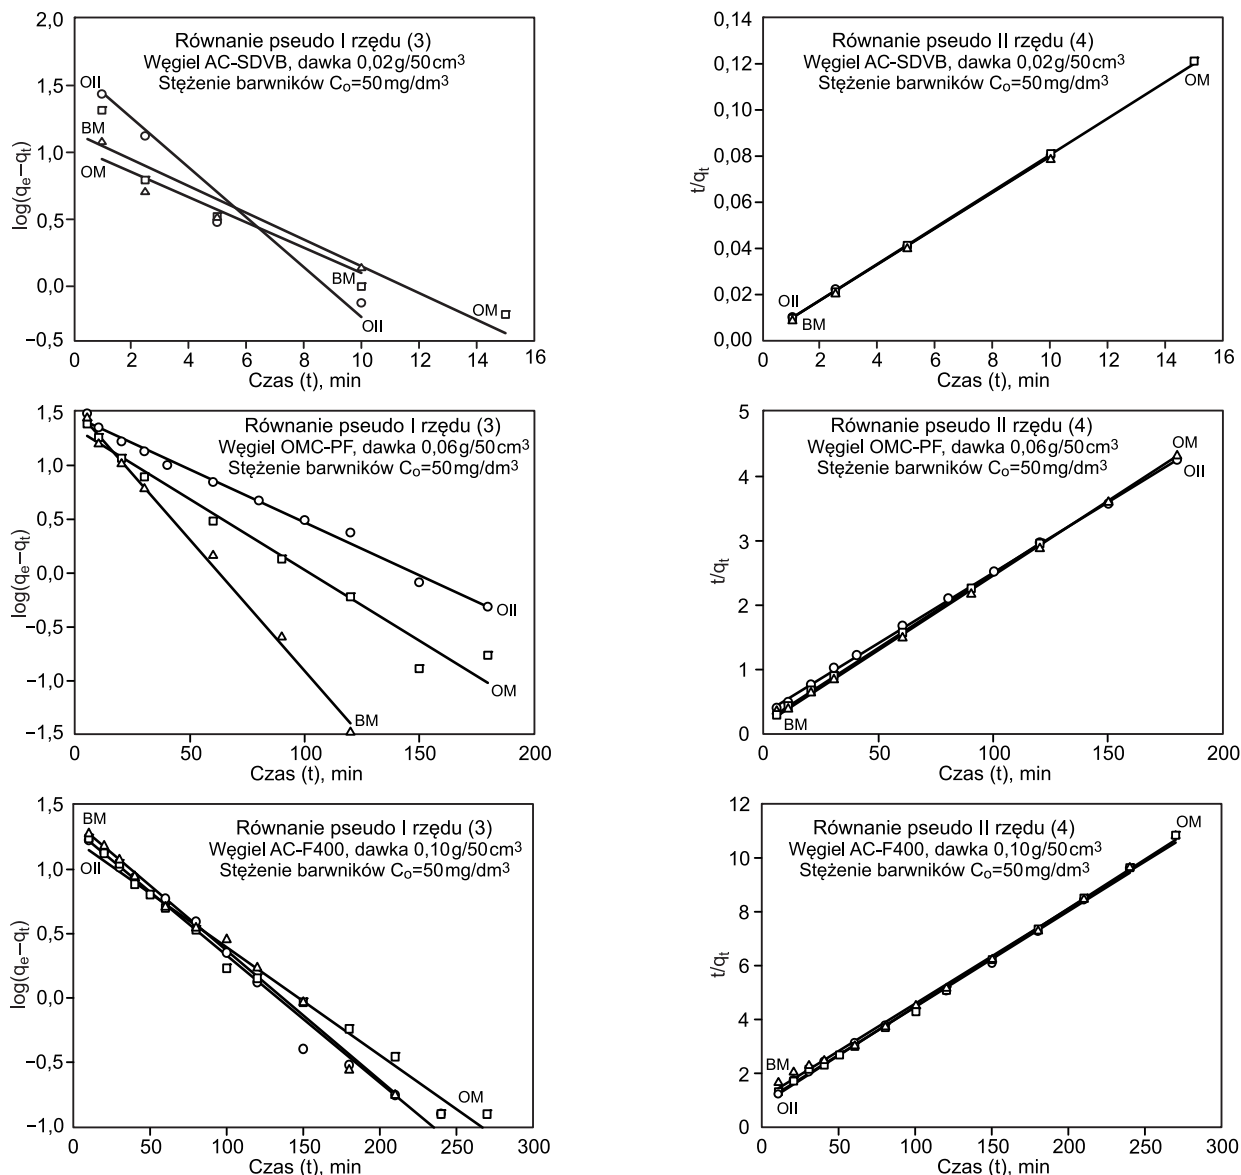 Równanie pseudo I rzędu (3)
Węgiel AC-SDVB, dawka 0,02g/50cm³
Stężenie barwników Cₒ=50mg/dm³
log(qₑ–qₜ)
2,0
1,5
1,0
0,5
0,0
–0,5
OII
BM
OM
BM
OM
OII
0 2 4 6 8 10 12 14 16
Czas (t), min
Równanie pseudo II rzędu (4)
Węgiel AC-SDVB, dawka 0,02g/50cm³
Stężenie barwników Cₒ=50mg/dm³
t/qₜ
0,14
0,12
0,08
0,04
0,02
0,00
OM
OII
BM
0 2 4 6 8 10 12 14 16
Czas (t), min
Równanie pseudo I rzędu (3)
Węgiel OMC-PF, dawka 0,06g/50cm³
Stężenie barwników Cₒ=50mg/dm³
log(qₑ–qₜ)
1,5
1,0
0,5
0,0
–0,5
–1,0
–1,5
OII
OM
BM
0 50 100 150 200
Czas (t), min
Równanie pseudo II rzędu (4)
Węgiel OMC-PF, dawka 0,06g/50cm³
Stężenie barwników Cₒ=50mg/dm³
t/qₜ
5
4
3
2
1
0
OM
OII
BM
0 50 100 150 200
Czas (t), min
Równanie pseudo I rzędu (3)
Węgiel AC-F400, dawka 0,10g/50cm³
Stężenie barwników Cₒ=50mg/dm³
log(qₑ–qₜ)
1,5
1,0
0,5
0,0
–0,5
–1,0
BM
OII
OM
0 50 100 150 200 250 300
Czas (t), min
Równanie pseudo II rzędu (4)
Węgiel AC-F400, dawka 0,10g/50cm³
Stężenie barwników Cₒ=50mg/dm³
t/qₜ
12
10
8
6
4
2
0
OM
BM
OII
0 50 100 150 200 250 300
Czas (t), min